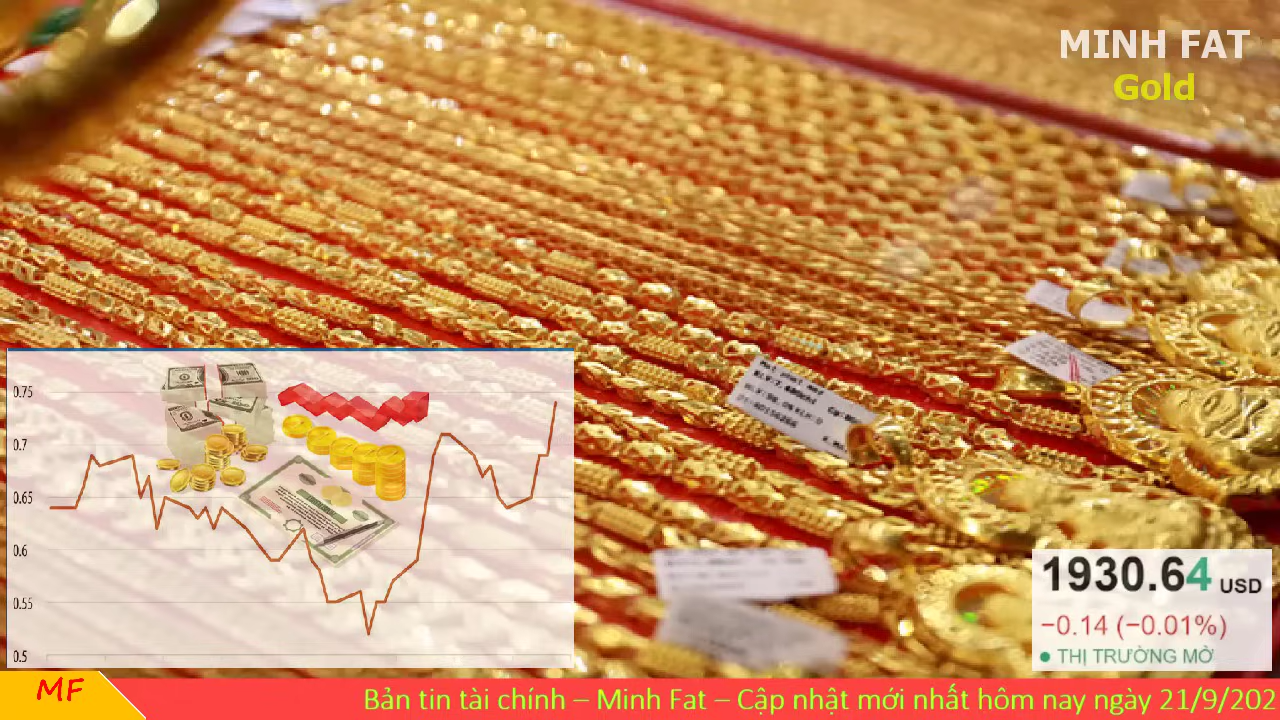 MINH FAT
Gold
0.75
0.7
0.65
0.6
0.55
0.5
1930.64 USD
−0.14 (−0.01%)
THỊ TRƯỜNG MỞ
MF
Bản tin tài chính – Minh Fat – Cập nhật mới nhất hôm nay ngày 21/9/202